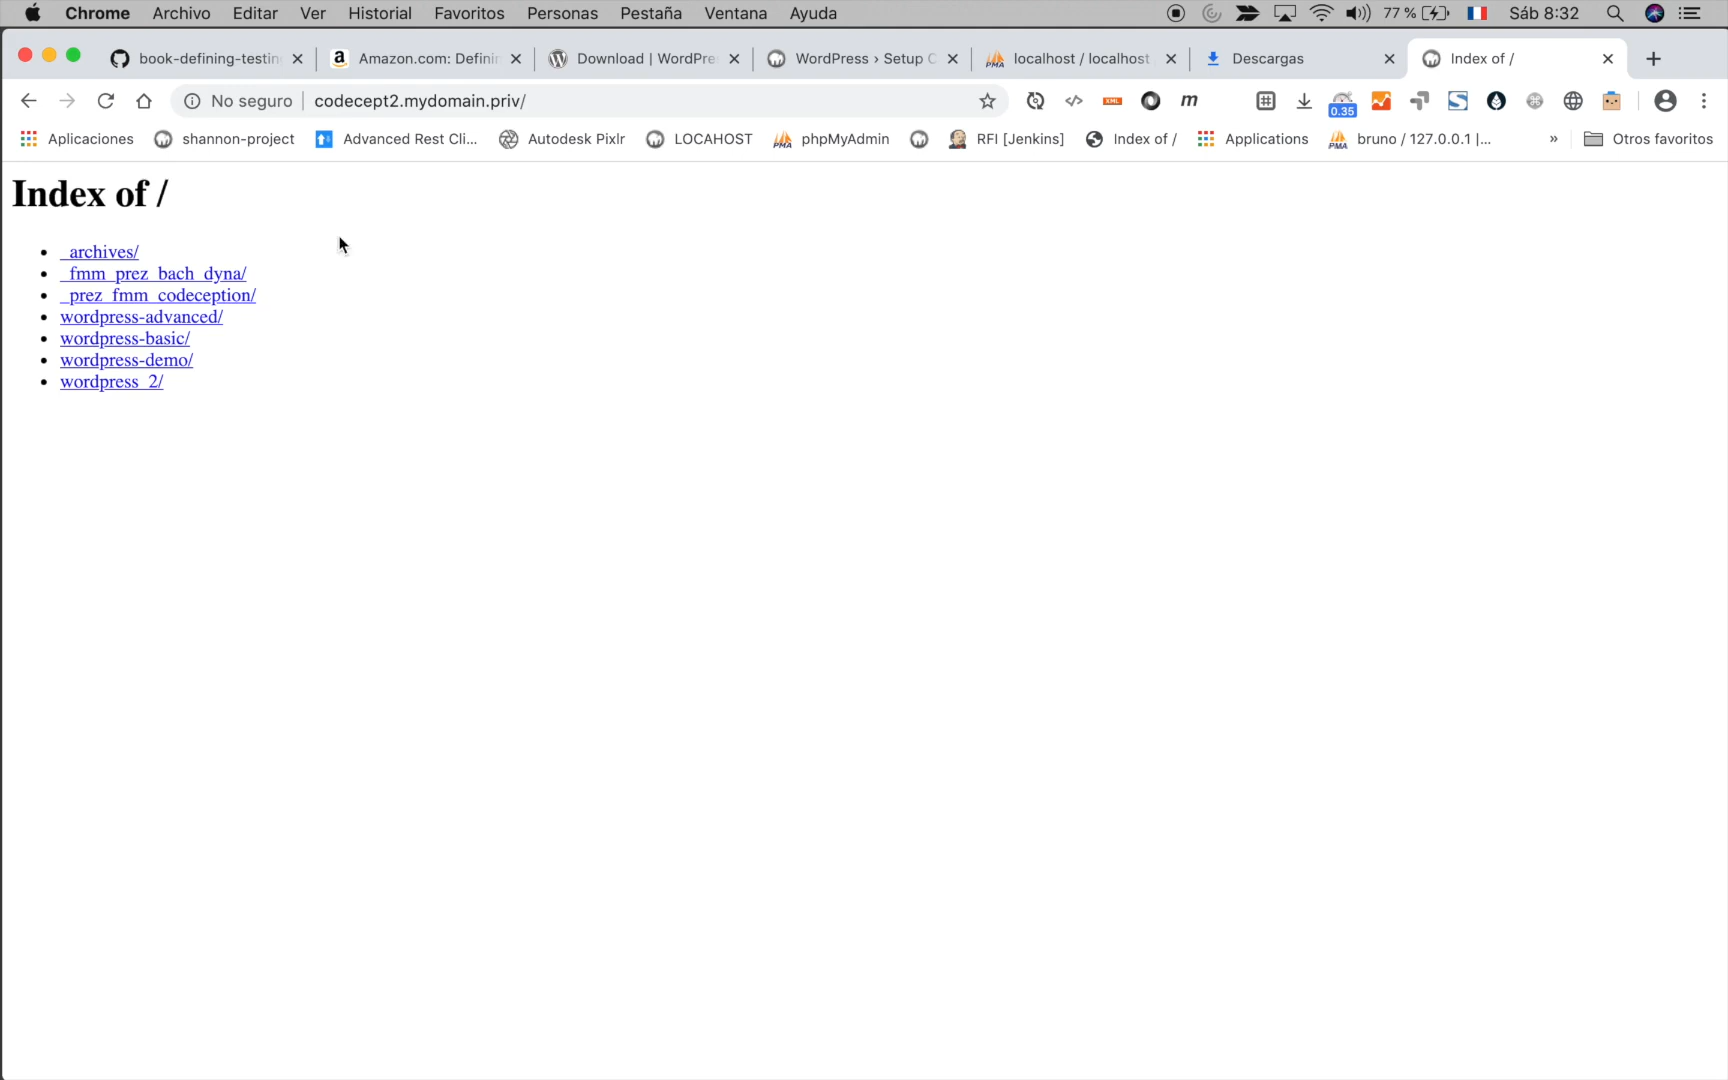 Chrome Archivo Editar Ver Historial Favoritos Personas Pestaña Ventana Ayuda 77 % Sáb 8:32
book-defining-testin Amazon.com: Defini Download | WordPre WordPress › Setup C localhost / localhost Descargas Index of /
No seguro codecept2.mydomain.priv/ XML m 0.35
Aplicaciones shannon-project Advanced Rest Cli... Autodesk Pixlr LOCAHOST phpMyAdmin RFI [Jenkins] Index of / Applications bruno / 127.0.0.1 |... » Otros favoritos
Index of /
_archives/
_fmm_prez_bach_dyna/
_prez_fmm_codeception/
wordpress-advanced/
wordpress-basic/
wordpress-demo/
wordpress_2/